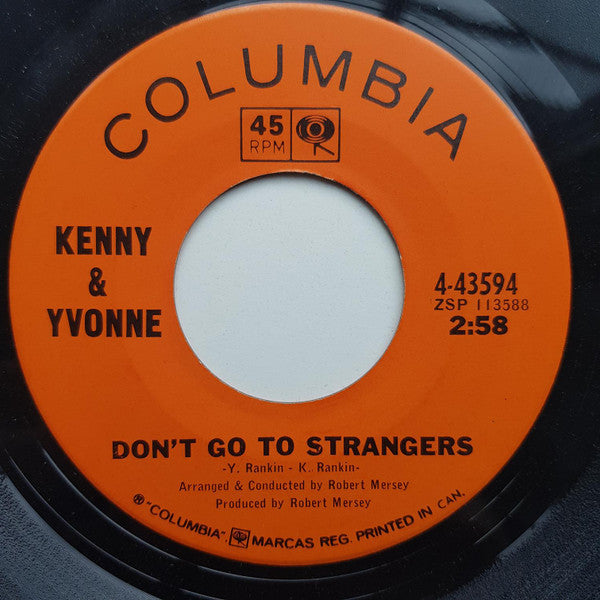 COLUMBIA
45
RPM
KENNY
&
YVONNE
4-43594
ZSP 113588
2:58
DON'T GO TO STRANGERS
-Y. Rankin - K. Rankin-
Arranged & Conducted by Robert Mersey
Produced by Robert Mersey
® "COLUMBIA", MARCAS REG. PRINTED IN CAN.